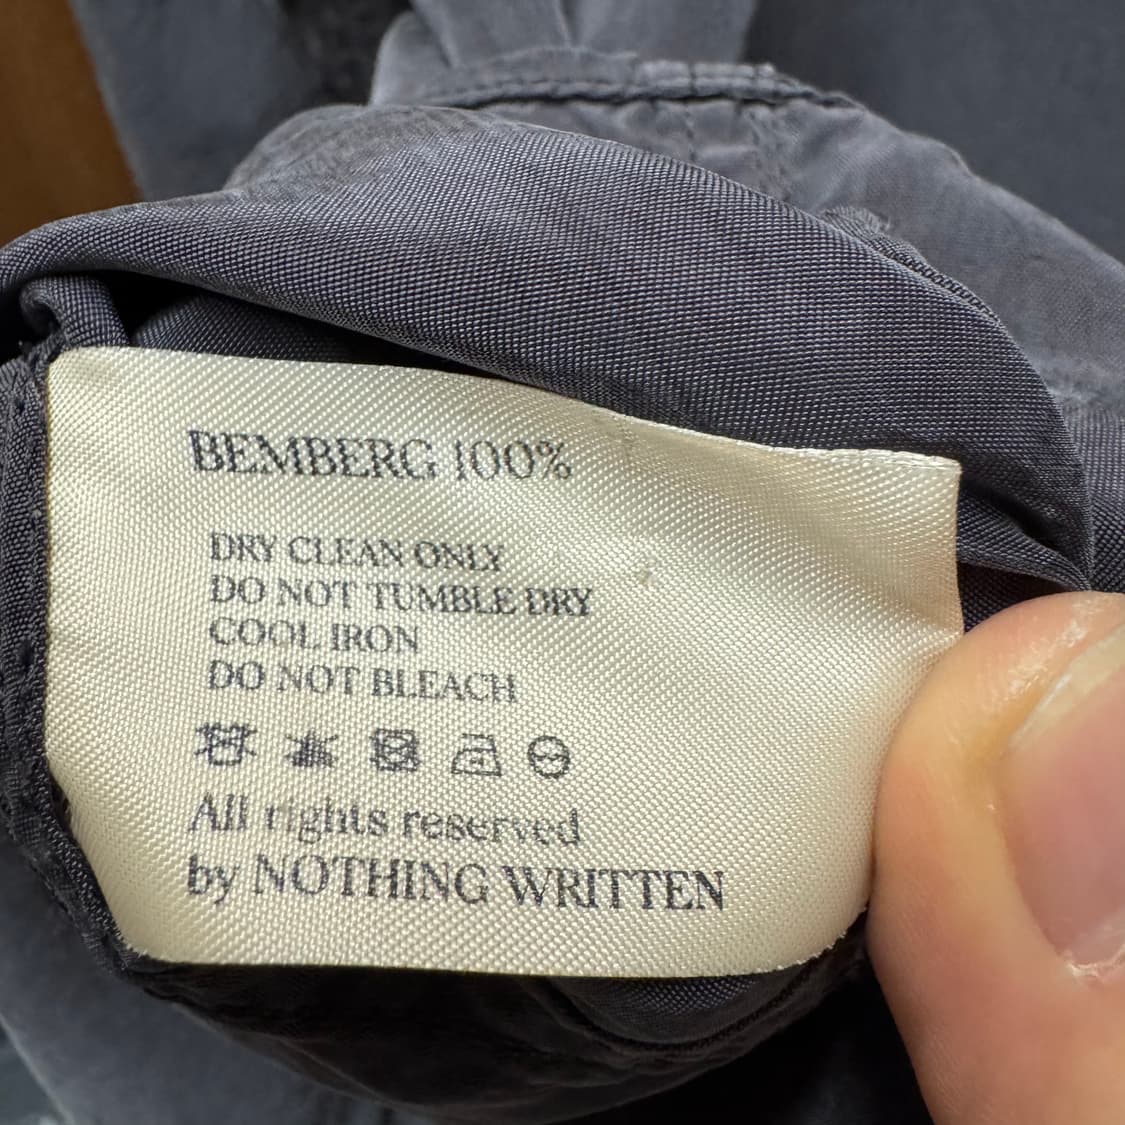 BEMBERG 100%
DRY CLEAN ONLY
DO NOT TUMBLE DRY
COOL IRON
DO NOT BLEACH
All rights reserved
by NOTHING WRITTEN